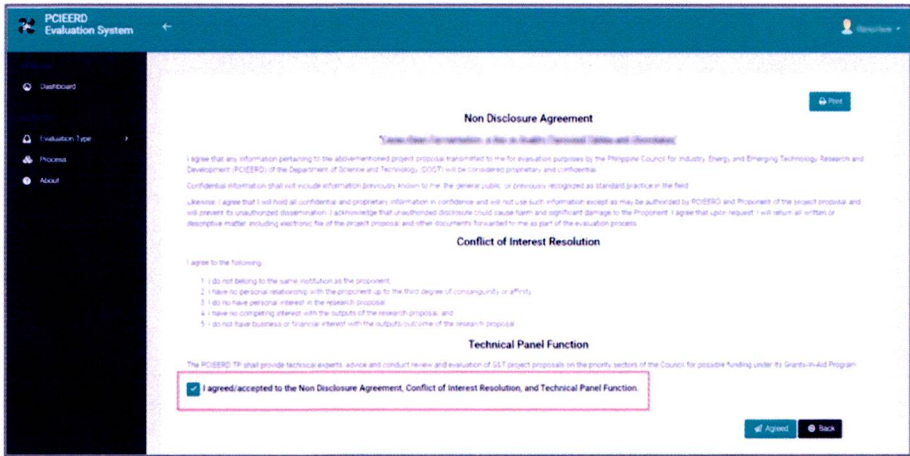 PCIEERD
Evaluation System
Dashboard
Evaluation Type
Process
About
Print
Non Disclosure Agreement
I agree that any information pertaining to the above-mentioned project proposal transmitted to me for evaluation purposes by the Philippine Council for Industry, Energy and Emerging Technology Research and
Development (PCIEERD) of the Department of Science and Technology (DOST) will be considered proprietary and confidential.
Confidential information shall not include information previously known to me, the general public, or previously recognized as standard practice in the field.
Likewise, I agree that I will hold all confidential and proprietary information in confidence and will not use such information except as may be authorized by PCIEERD and Proponent of the project proposal and
will prevent its unauthorized dissemination. I acknowledge that unauthorized disclosure could cause harm and significant damage to the Proponent. I agree that upon request, I will return all written or
descriptive matter, including electronic file of the project proposal and other documents forwarded to me as part of the evaluation process.
Conflict of Interest Resolution
I agree to the following:
1. I do not belong to the same institution as the proponent
2. I have no personal relationship with the proponent up to the third degree of consanguinity or affinity
3. I do no have personal interest in the research proposal
4. I have no competing interest with the outputs of the research proposal, and
5. I do not have business or financial interest with the outputs/outcome of the research proposal
Technical Panel Function
The PCIEERD TP shall provide technical experts, advice and conduct review and evaluation of S&T project proposals on the priority sectors of the Council for possible funding under its Grants-In-Aid Program.
I agreed/accepted to the Non Disclosure Agreement, Conflict of Interest Resolution, and Technical Panel Function.
Agreed
Back